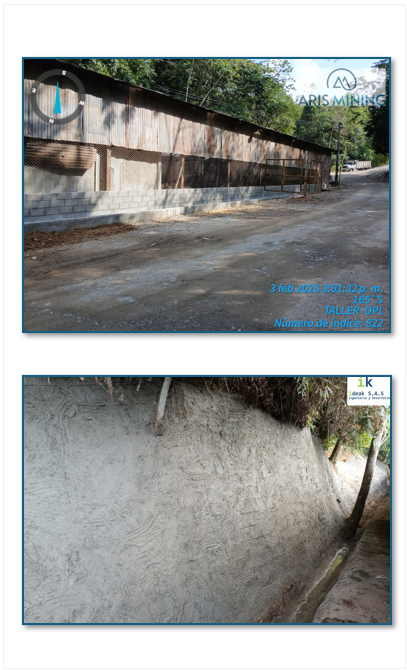 S
E
W
N
ARIS MINING
3 feb 2025 3:01:32 p. m.
165° S
TALLER OPL
Número de índice: 822
ik
ideak S.A.S
Ingeniería y Desarrollo